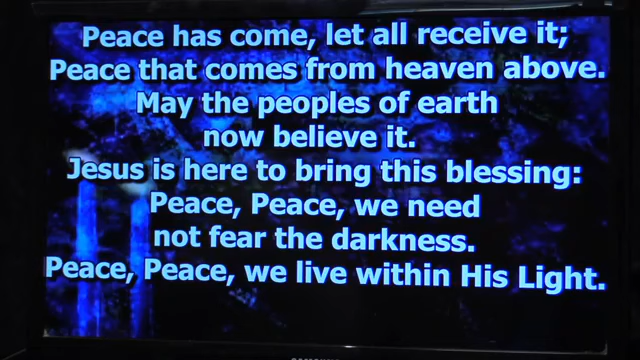 Peace has come, let all receive it;
Peace that comes from heaven above.
May the peoples of earth
now believe it.
Jesus is here to bring this blessing:
Peace, Peace, we need
not fear the darkness.
Peace, Peace, we live within His Light.